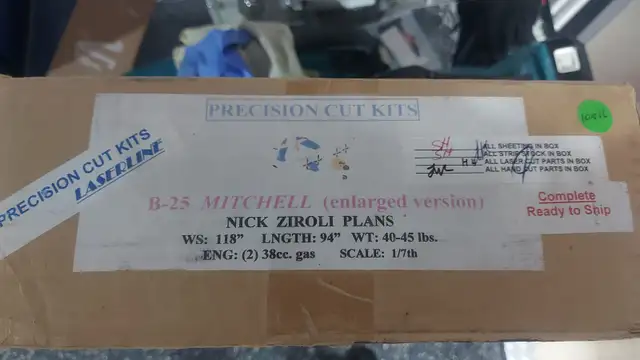 PRECISION CUT KITS
PRECISION CUT KITS
LASERLINE
ALL SHEETING IN BOX
ALL STRIP STOCK IN BOX
ALL LASER CUT PARTS IN BOX
ALL HAND CUT PARTS IN BOX
Complete
Ready to Ship
B-25 MITCHELL (enlarged version)
NICK ZIROLI PLANS
WS: 118" LNGTH: 94" WT: 40-45 lbs.
ENG: (2) 38cc. gas SCALE: 1/7th